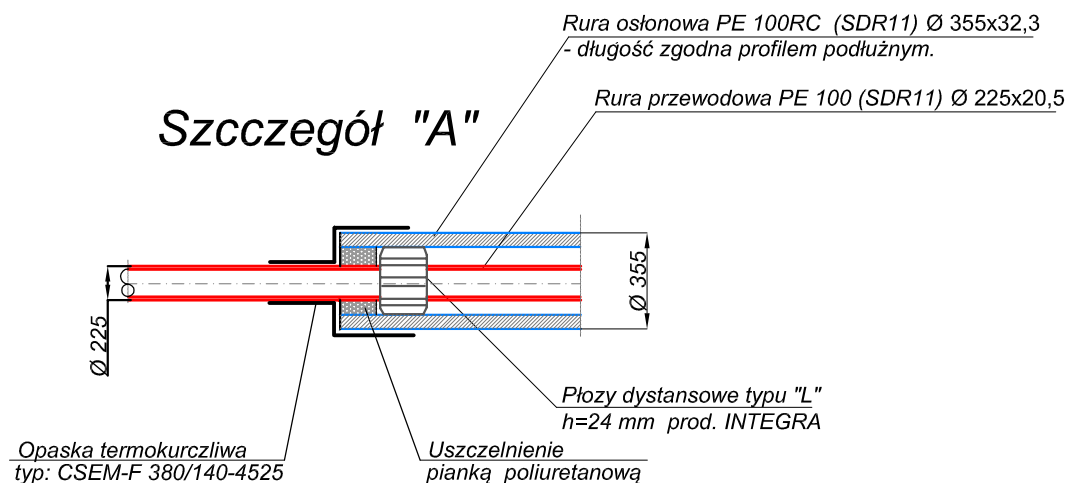 Rura osłonowa PE 100RC (SDR11) Ø 355x32,3
- długość zgodna profilem podłużnym.
Rura przewodowa PE 100 (SDR11) Ø 225x20,5
Szcczegół "A"
Ø 225
Ø 355
Płozy dystansowe typu "L"
h=24 mm prod. INTEGRA
Opaska termokurczliwa
typ: CSEM-F 380/140-4525
Uszczelnienie
pianką poliuretanową